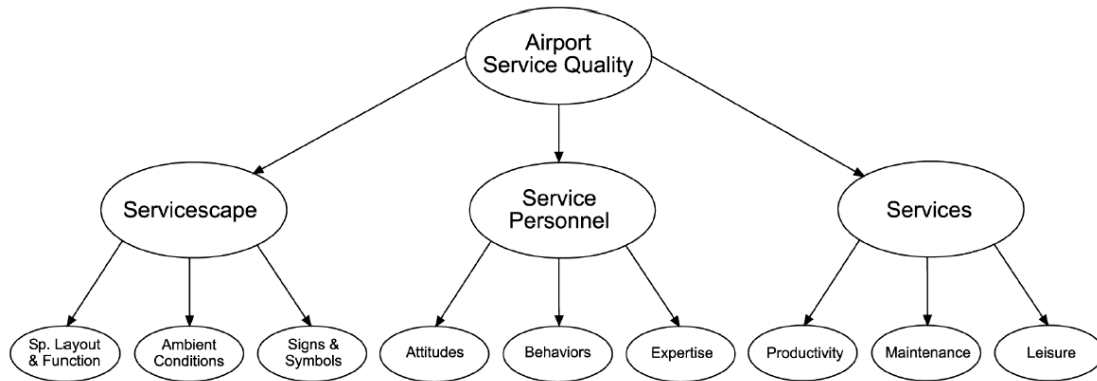 Airport
Service Quality
Servicescape
Service
Personnel
Services
Sp. Layout
& Function
Ambient
Conditions
Signs &
Symbols
Attitudes
Behaviors
Expertise
Productivity
Maintenance
Leisure